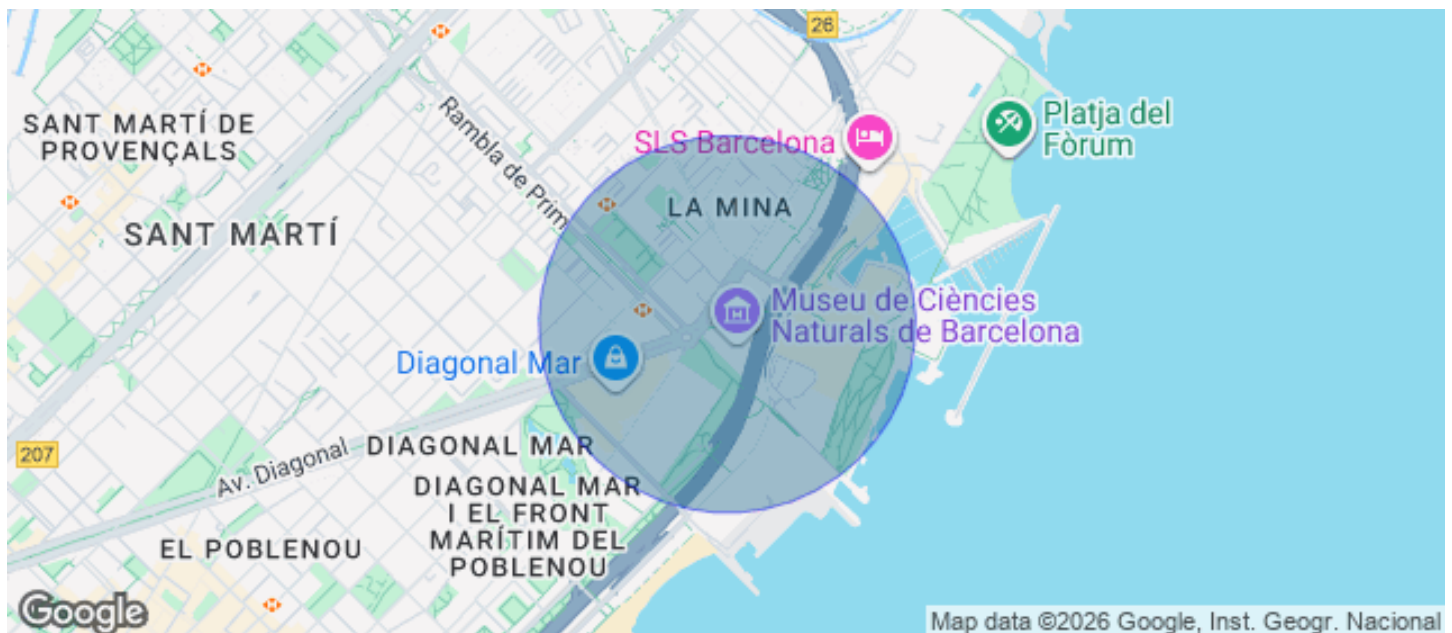 26
Platja del
Fòrum
SLS Barcelona
SANT MARTÍ DE
PROVENÇALS
Rambla de Prim
LA MINA
SANT MARTÍ
Museu de Ciències
Naturals de Barcelona
Diagonal Mar
207
Av. Diagonal
DIAGONAL MAR
DIAGONAL MAR
I EL FRONT
MARÍTIM DEL
POBLENOU
EL POBLENOU
Google
Map data ©2026 Google, Inst. Geogr. Nacional